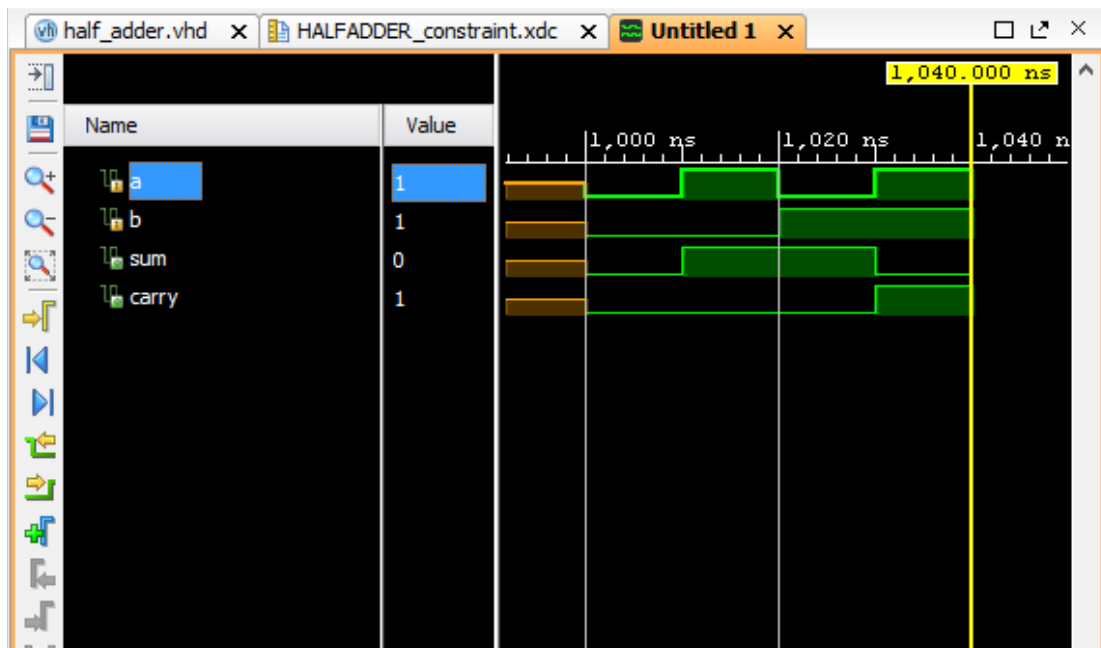 half_adder.vhd HALFADDER_constraint.xdc Untitled 1
1,040.000 ns
Name Value
1,000 ns 1,020 ns 1,040 n
a 1
b 1
sum 0
carry 1